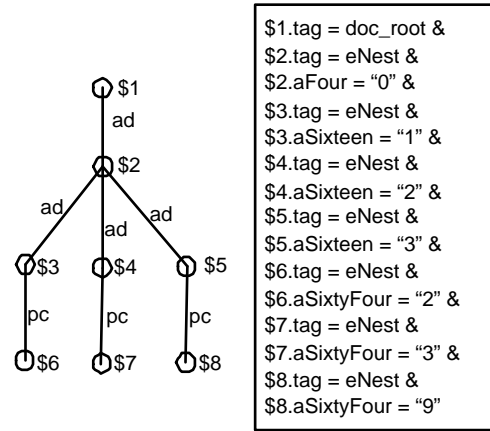 $1
ad
$2
ad
ad
ad
$3
$4
$5
pc
pc
pc
$6
$7
$8
$1.tag = doc_root &
$2.tag = eNest &
$2.aFour = “0” &
$3.tag = eNest &
$3.aSixteen = “1” &
$4.tag = eNest &
$4.aSixteen = “2” &
$5.tag = eNest &
$5.aSixteen = “3” &
$6.tag = eNest &
$6.aSixtyFour = “2” &
$7.tag = eNest &
$7.aSixtyFour = “3” &
$8.tag = eNest &
$8.aSixtyFour = “9”